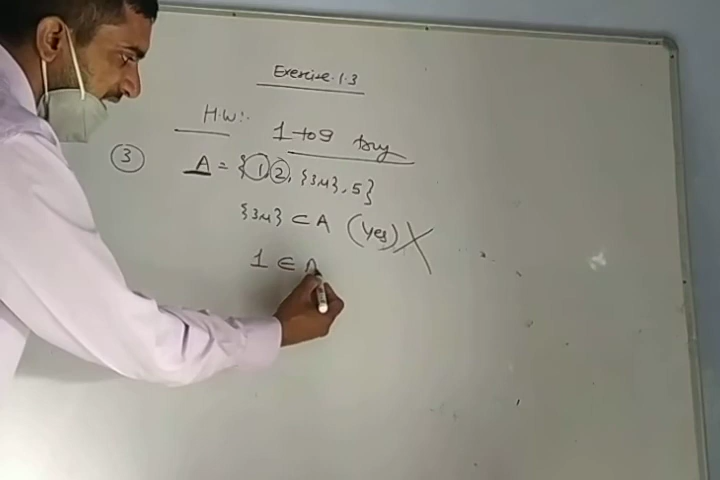 Exercise 1.3
H.W:-
1 to 9 try
③ A = {1, 2, {3,4}, 5}
{3,4} ⊂ A (Yes) X
1 ∈ A